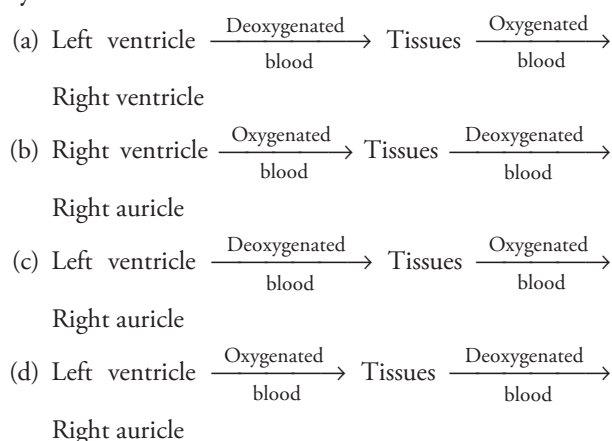 (a) Left ventricle Deoxygenated blood → Tissues Oxygenated blood →
Right ventricle
(b) Right ventricle Oxygenated blood → Tissues Deoxygenated blood →
Right auricle
(c) Left ventricle Deoxygenated blood → Tissues Oxygenated blood →
Right auricle
(d) Left ventricle Oxygenated blood → Tissues Deoxygenated blood →
Right auricle